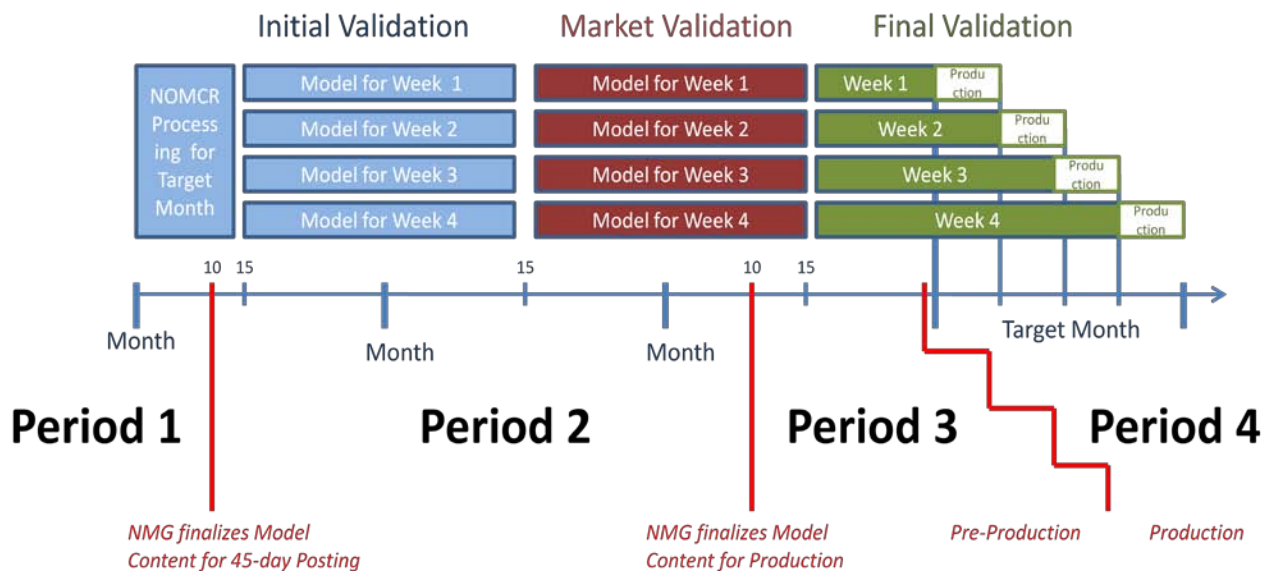 Initial Validation
Market Validation
Final Validation
NOMCR
Process
ing for
Target
Month
Model for Week 1
Model for Week 2
Model for Week 3
Model for Week 4
Model for Week 1
Model for Week 2
Model for Week 3
Model for Week 4
Week 1
Produ
ction
Week 2
Produ
ction
Week 3
Produ
ction
Week 4
Produ
ction
10
15
15
10
15
Month
Month
Month
Target Month
Period 1
Period 2
Period 3
Period 4
NMG finalizes Model
Content for 45-day Posting
NMG finalizes Model
Content for Production
Pre-Production
Production